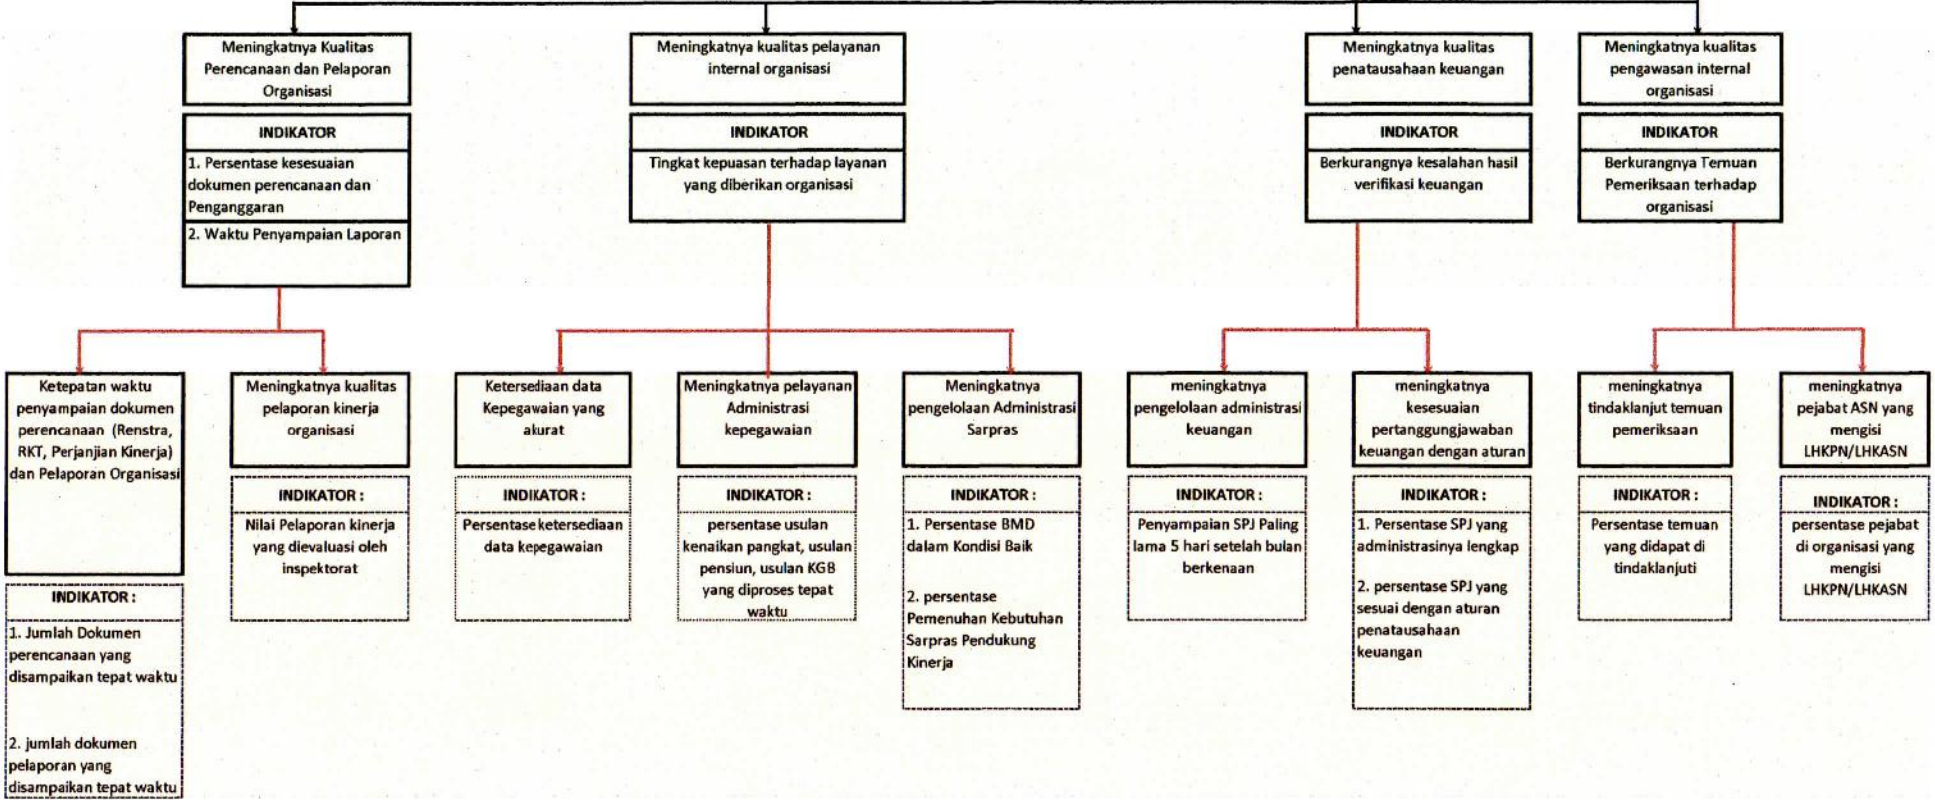 Meningkatnya Kualitas
Perencanaan dan Pelaporan
Organisasi
INDIKATOR
1. Persentase kesesuaian
dokumen perencanaan dan
Penganggaran
2. Waktu Penyampaian Laporan
Meningkatnya kualitas pelayanan
internal organisasi
INDIKATOR
Tingkat kepuasan terhadap layanan
yang diberikan organisasi
Meningkatnya kualitas
penatausahaan keuangan
INDIKATOR
Berkurangnya kesalahan hasil
verifikasi keuangan
Meningkatnya kualitas
pengawasan internal
organisasi
INDIKATOR
Berkurangnya Temuan
Pemeriksaan terhadap
organisasi
Ketepatan waktu
penyampaian dokumen
perencanaan (Renstra,
RKT, Perjanjian Kinerja)
dan Pelaporan Organisasi
INDIKATOR :
1. Jumlah Dokumen
perencanaan yang
disampaikan tepat waktu
2. jumlah dokumen
pelaporan yang
disampaikan tepat waktu
Meningkatnya kualitas
pelaporan kinerja
organisasi
INDIKATOR :
Nilai Pelaporan kinerja
yang dievaluasi oleh
inspektorat
Ketersediaan data
Kepegawaian yang
akurat
INDIKATOR :
Persentase ketersediaan
data kepegawaian
Meningkatnya pelayanan
Administrasi
kepegawaian
INDIKATOR :
persentase usulan
kenaikan pangkat, usulan
pensiun, usulan KGB
yang diproses tepat
waktu
Meningkatnya
pengelolaan Administrasi
Sarpras
INDIKATOR :
1. Persentase BMD
dalam Kondisi Baik
2. persentase
Pemenuhan Kebutuhan
Sarpras Pendukung
Kinerja
meningkatnya
pengelolaan administrasi
keuangan
INDIKATOR :
Penyampaian SPJ Paling
lama 5 hari setelah bulan
berkenaan
meningkatnya
kesesuaian
pertanggungjawaban
keuangan dengan aturan
INDIKATOR :
1. Persentase SPJ yang
administrasinya lengkap
2. persentase SPJ yang
sesuai dengan aturan
penatausahaan
keuangan
meningkatnya
tindaklanjut temuan
pemeriksaan
INDIKATOR :
Persentase temuan
yang didapat di
tindaklanjuti
meningkatnya
pejabat ASN yang
mengisi
LHKPN/LHKASN
INDIKATOR :
persentase pejabat
di organisasi yang
mengisi
LHKPN/LHKASN